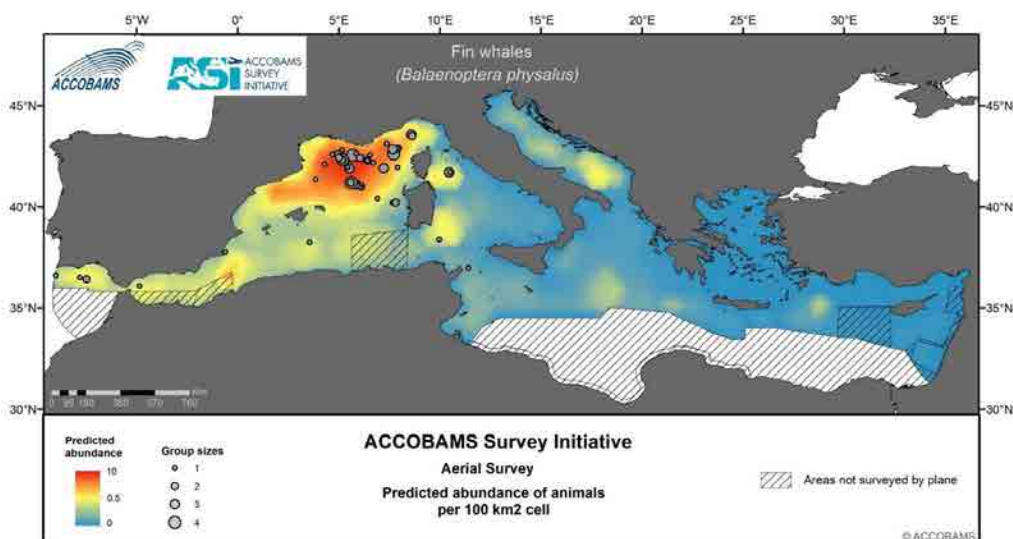 5°W 0° 5°E 10°E 15°E 20°E 25°E 30°E 35°E
ACCOBAMS
ASI
ACCOBAMS
SURVEY
INITIATIVE
Fin whales
(Balaenoptera physalus)
45°N 45°N
40°N 40°N
35°N 35°N
30°N 30°N
Predicted
abundance
10
0.5
0
Group sizes
1
2
3
4
ACCOBAMS Survey Initiative
Aerial Survey
Predicted abundance of animals
per 100 km2 cell
Areas not surveyed by plane
© ACCOBAMS